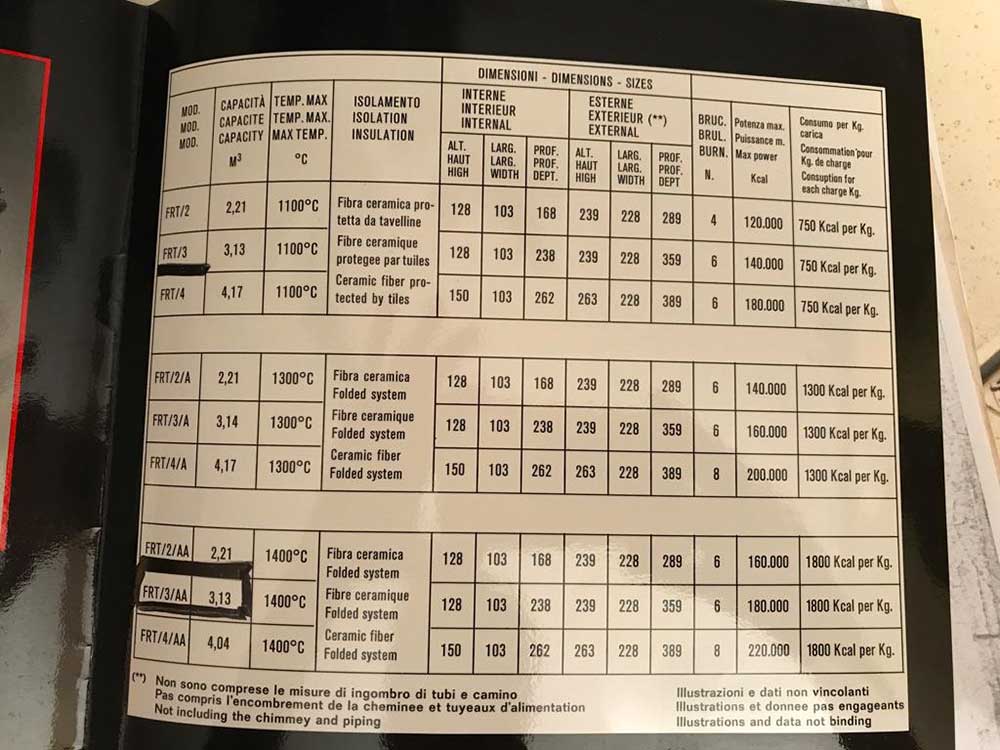 DIMENSIONI - DIMENSIONS - SIZES
MOD. MOD. MOD.
CAPACITÀ CAPACITE CAPACITY M³
TEMP. MAX TEMP. MAX. MAX TEMP. °C
ISOLAMENTO ISOLATION INSULATION
INTERNE INTERIEUR INTERNAL
ESTERNE EXTERIEUR (**) EXTERNAL
BRUC. BRUL. BURN. N.
Potenza max. Puissance m. Max power Kcal
Consumo per Kg. carica Consommation pour Kg. de charge Consuption for each charge Kg.
ALT. HAUT HIGH
LARG. LARG. WIDTH
PROF. PROF. DEPT.
ALT. HAUT HIGH
LARG. LARG. WIDTH
PROF. PROF. DEPT
FRT/2 2,21 1100°C Fibra ceramica pro- tetta da tavelline 128 103 168 239 228 289 4 120.000 750 Kcal per Kg.
FRT/3 3,13 1100°C Fibre ceramique protegee par tuiles 128 103 238 239 228 359 6 140.000 750 Kcal per Kg.
FRT/4 4,17 1100°C Ceramic fiber pro- tected by tiles 150 103 262 263 228 389 6 180.000 750 Kcal per Kg.
FRT/2/A 2,21 1300°C Fibra ceramica Folded system 128 103 168 239 228 289 6 140.000 1300 Kcal per Kg.
FRT/3/A 3,14 1300°C Fibre ceramique Folded system 128 103 238 239 228 359 6 160.000 1300 Kcal per Kg.
FRT/4/A 4,17 1300°C Ceramic fiber Folded system 150 103 262 263 228 389 8 200.000 1300 Kcal per Kg.
FRT/2/AA 2,21 1400°C Fibra ceramica Folded system 128 103 168 239 228 289 6 160.000 1800 Kcal per Kg.
FRT/3/AA 3,13 1400°C Fibre ceramique Folded system 128 103 238 239 228 359 6 180.000 1800 Kcal per Kg.
FRT/4/AA 4,04 1400°C Ceramic fiber Folded system 150 103 262 263 228 389 8 220.000 1800 Kcal per Kg.
(**) Non sono comprese le misure di ingombro di tubi e camino
Pas compris l'encombrement de la cheminee et tuyeaux d'alimentation
Not including the chimmey and piping
Illustrazioni e dati non vincolanti
Illustrations et donnee pas engageants
Illustrations and data not binding